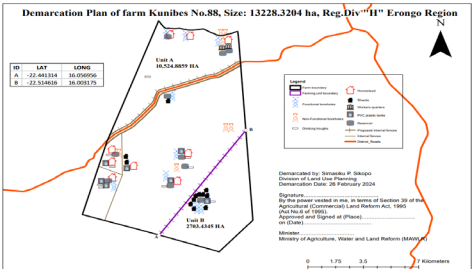 Demarcation Plan of farm Kunibes No.88, Size: 13228.3204 ha, Reg.Div"H" Erongo Region
N
Unit A
10,524.8859 HA
ID LAT LONG
A -22.441314 16.056956
B -22.514616 16.003175
Legend
Farm boundary
Farming unit boundary
Functional boreholes
Non-Functional boreholes
Drinking troughs
Homestead
Shacks
Workers quarters
PVC plastic tanks
Reservoir
Proposed internal fences
Internal fences
District_Roads
B
Unit B
2703.4345 HA
A
Demarcated by: Simasiku P. Sikopo
Division of Land Use Planning
Demarcation Date: 26 February 2024
Signature
By the power vested in me, in terms of Section 39 of the
Agricultural (Commercial) Land Reform Act, 1995
(Act No.6 of 1995).
Approved and Signed at (Place)
on (Date)
Minister
Ministry of Agriculture, Water and Land Reform (MAWLR)
0 1.75 3.5 7 Kilometers